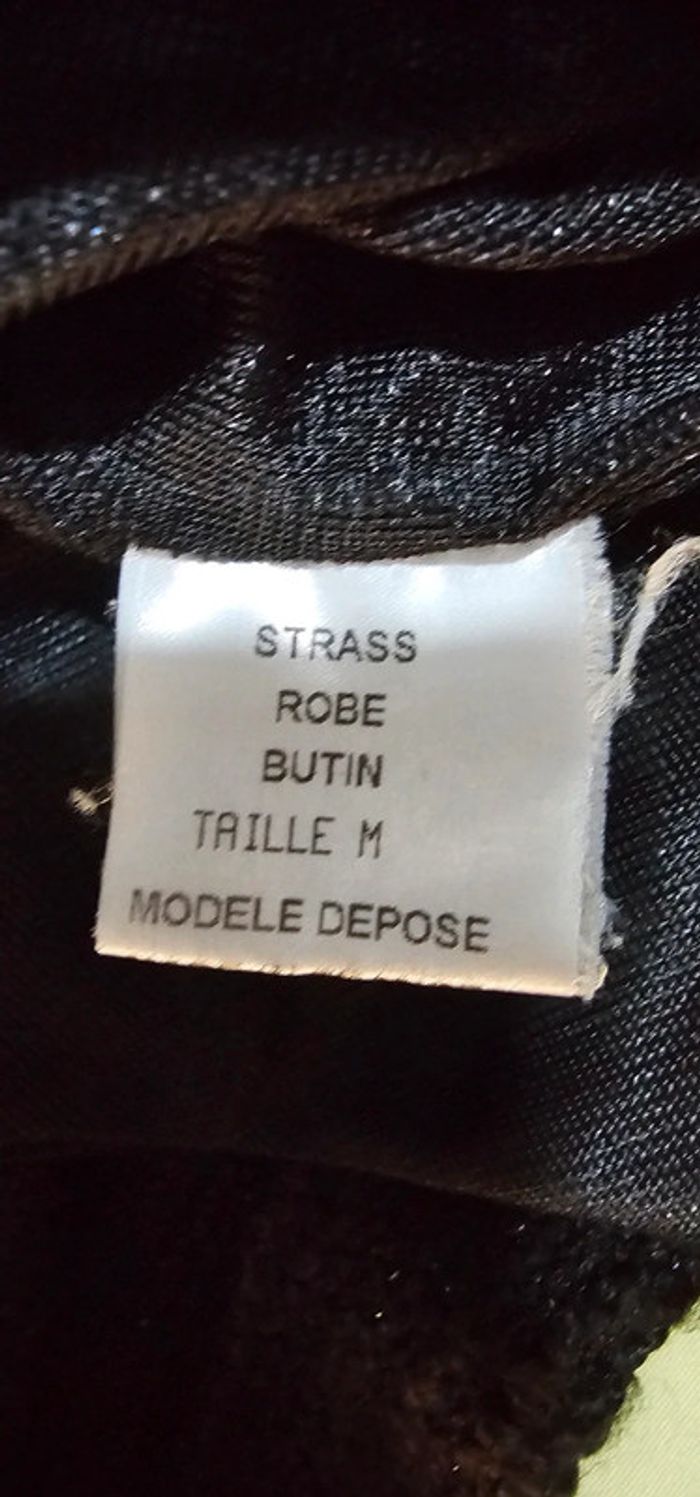 STRASS
ROBE
BUTIN
TAILLE M
MODELE DEPOSE